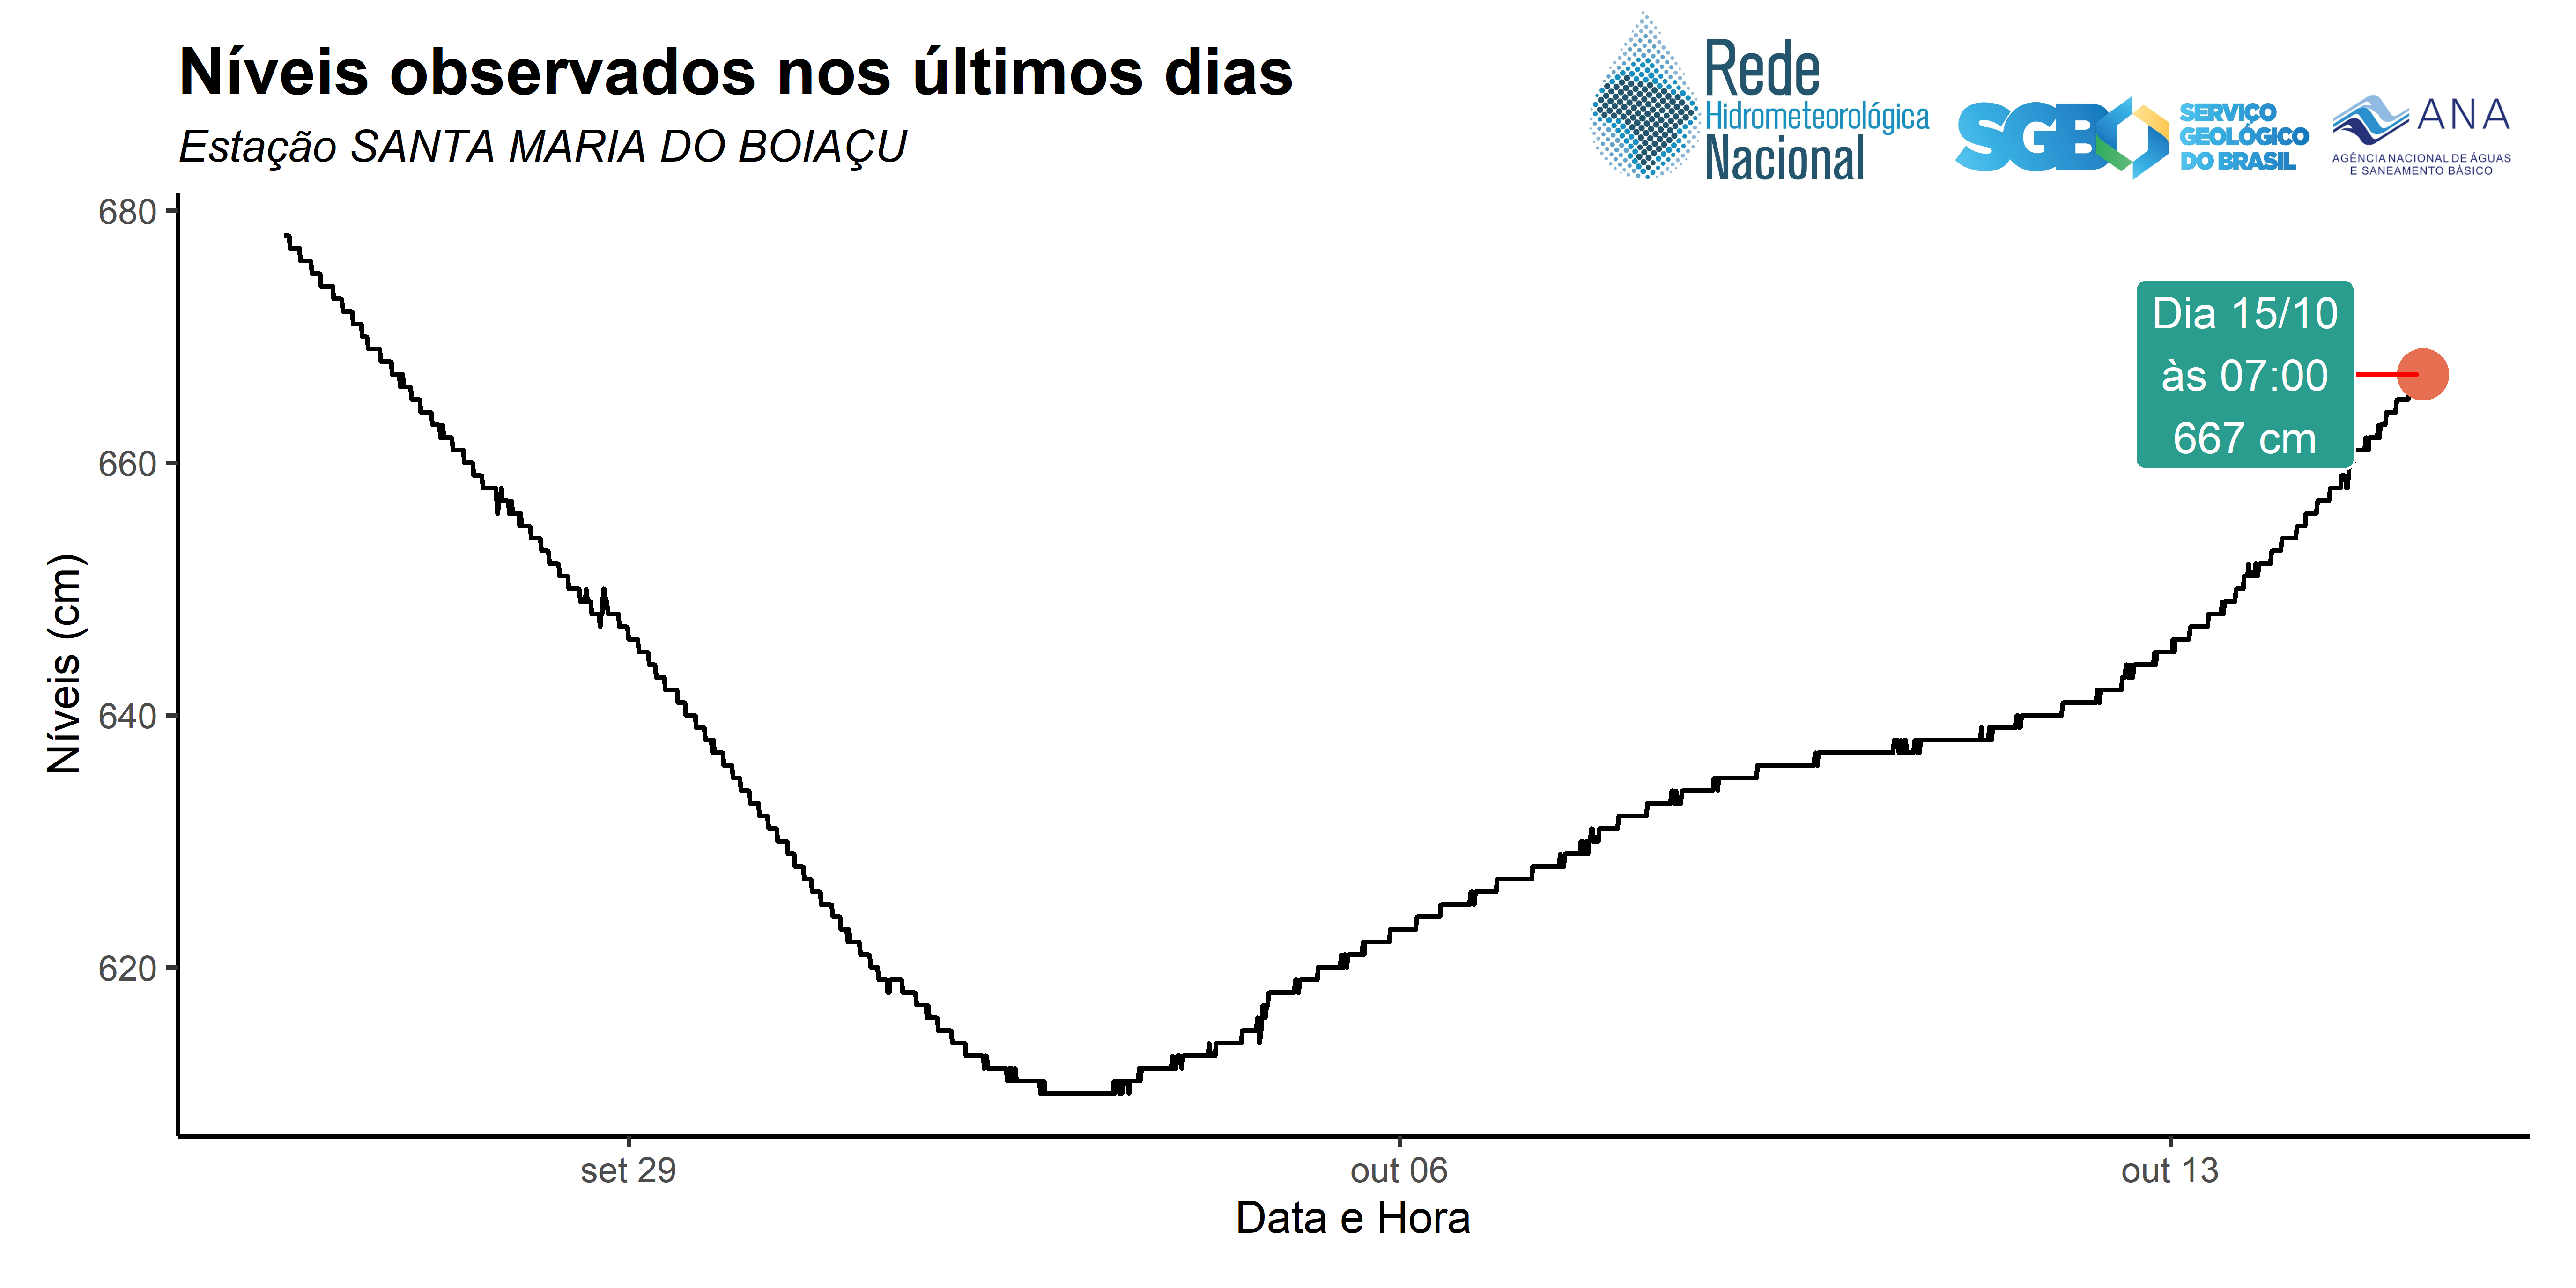 Níveis observados nos últimos dias
Estação SANTA MARIA DO BOIAÇU
Rede
Hidrometeorológica
Nacional
SGB
SERVIÇO
GEOLÓGICO
DO BRASIL
ANA
AGÊNCIA NACIONAL DE ÁGUAS
E SANEAMENTO BÁSICO
680
660
640
620
Níveis (cm)
Dia 15/10
às 07:00
667 cm
set 29
out 06
out 13
Data e Hora